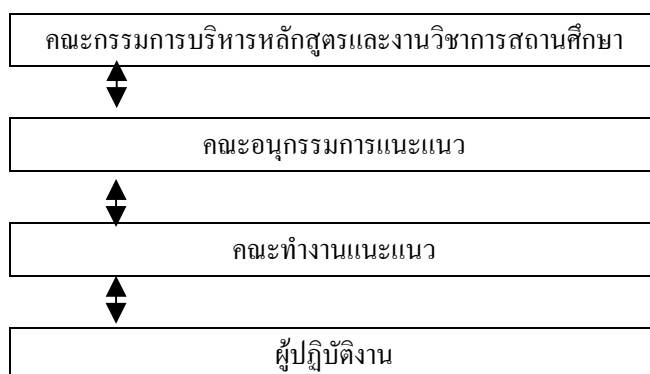 คณะกรรมการบริหารหลักสูตรและงานวิชาการสถานศึกษา
คณะอนุกรรมการแนะแนว
คณะทำงานแนะแนว
ผู้ปฏิบัติงาน